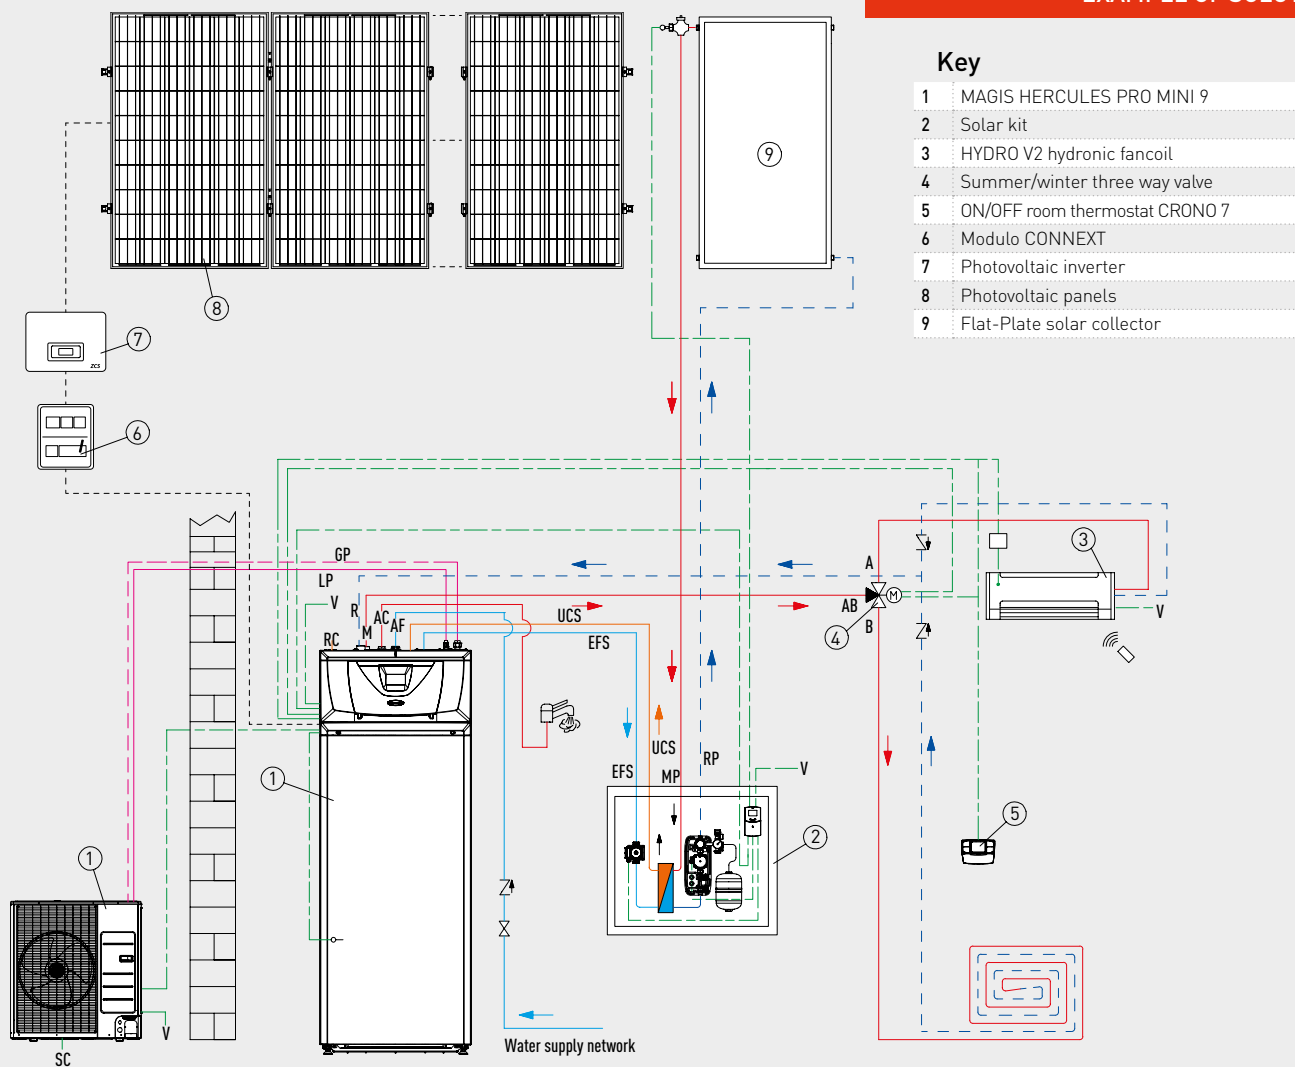 Key
1 MAGIS HERCULES PRO MINI 9
2 Solar kit
3 HYDRO V2 hydronic fancoil
4 Summer/winter three way valve
5 ON/OFF room thermostat CRONO 7
6 Modulo CONNEXT
7 Photovoltaic inverter
8 Photovoltaic panels
9 Flat-Plate solar collector
9
8
7
ZCS
6
GP
LP
V
R
M
AC
AF
RC
UCS
EFS
A
AB
M
B
4
3
V
1
UCS
EFS
MP
RP
V
2
5
1
V
SC
Water supply network